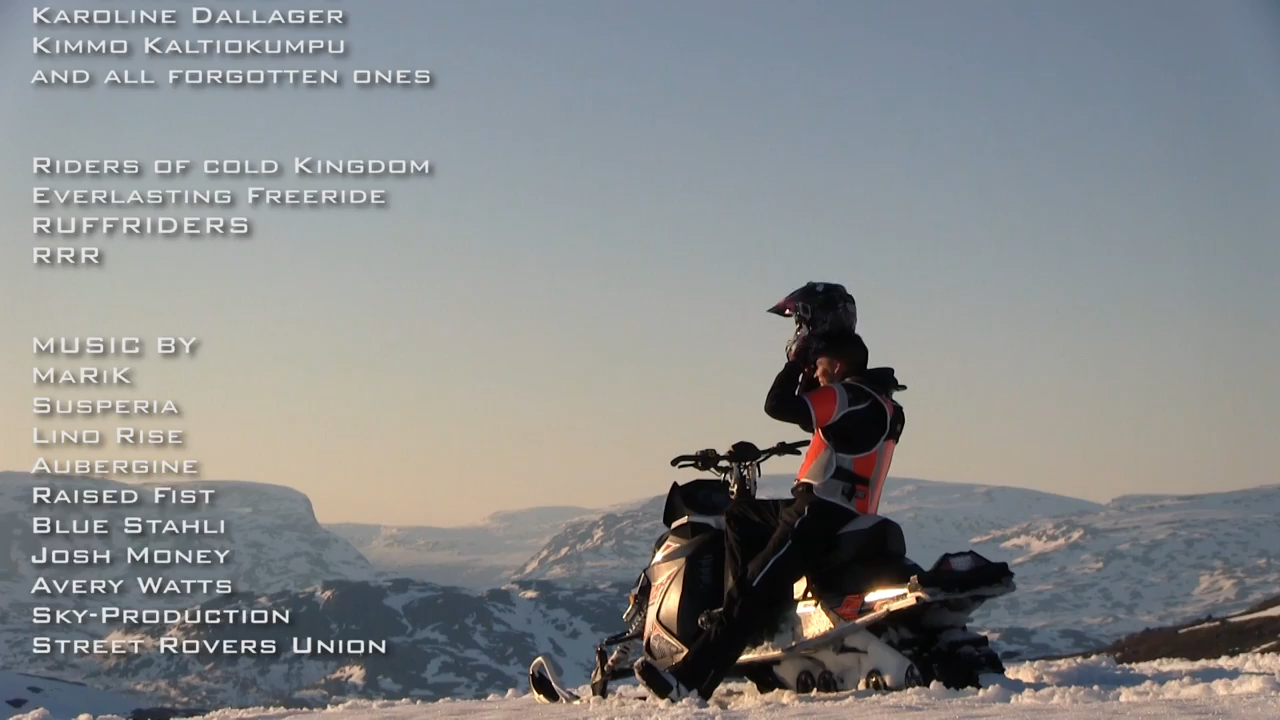 Karoline Dallager
Kimmo Kaltiokumpu
and all forgotten ones
Riders of cold Kingdom
Everlasting Freeride
RUFFRIDERS
RRR
MUSIC BY
MaRiK
Susperia
Lino Rise
Aubergine
Raised Fist
Blue Stahli
Josh Money
Avery Watts
Sky-Production
Street Rovers Union